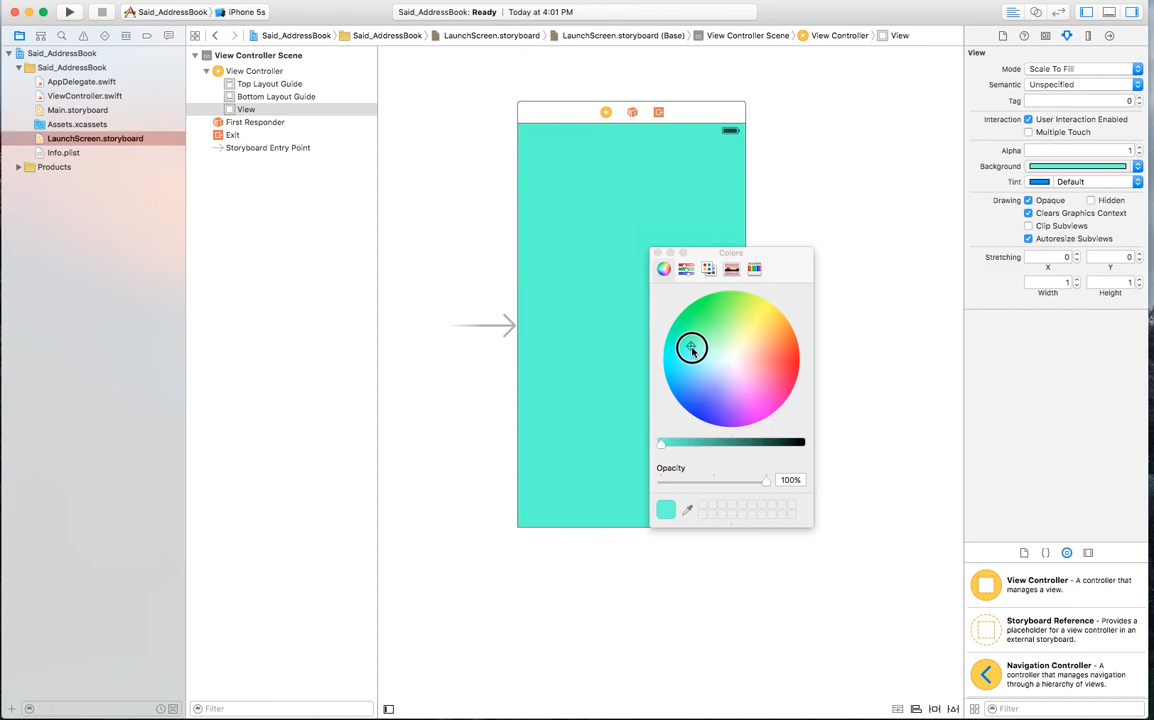 Said_AddressBook
iPhone 5s
Said_AddressBook: Ready
Today at 4:01 PM
Said_AddressBook
Said_AddressBook
AppDelegate.swift
ViewController.swift
Main.storyboard
Assets.xcassets
LaunchScreen.storyboard
Info.plist
Products
Said_AddressBook
Said_AddressBook
LaunchScreen.storyboard
LaunchScreen.storyboard (Base)
View Controller Scene
View Controller
View
View Controller Scene
View Controller
Top Layout Guide
Bottom Layout Guide
View
First Responder
Exit
Storyboard Entry Point
Filter
Colors
Opacity
100%
View
Mode
Scale To Fill
Semantic
Unspecified
Tag
0
Interaction
User Interaction Enabled
Multiple Touch
Alpha
1
Background
Tint
Default
Drawing
Opaque
Hidden
Clears Graphics Context
Clip Subviews
Autoresize Subviews
Stretching
0
0
X
Y
1
1
Width
Height
{ }
View Controller - A controller that
manages a view.
Storyboard Reference - Provides a
placeholder for a view controller in an
external storyboard.
Navigation Controller - A
controller that manages navigation
through a hierarchy of views.
Filter